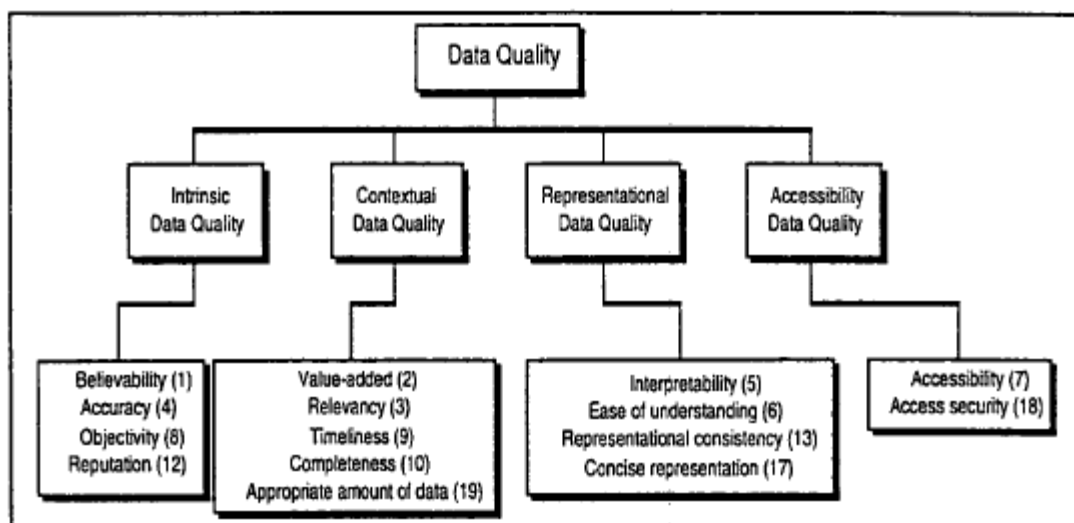 Data Quality
Intrinsic
Data Quality
Contextual
Data Quality
Representational
Data Quality
Accessibility
Data Quality
Believability (1)
Accuracy (4)
Objectivity (8)
Reputation (12)
Value-added (2)
Relevancy (3)
Timeliness (9)
Completeness (10)
Appropriate amount of data (19)
Interpretability (5)
Ease of understanding (6)
Representational consistency (13)
Concise representation (17)
Accessibility (7)
Access security (18)